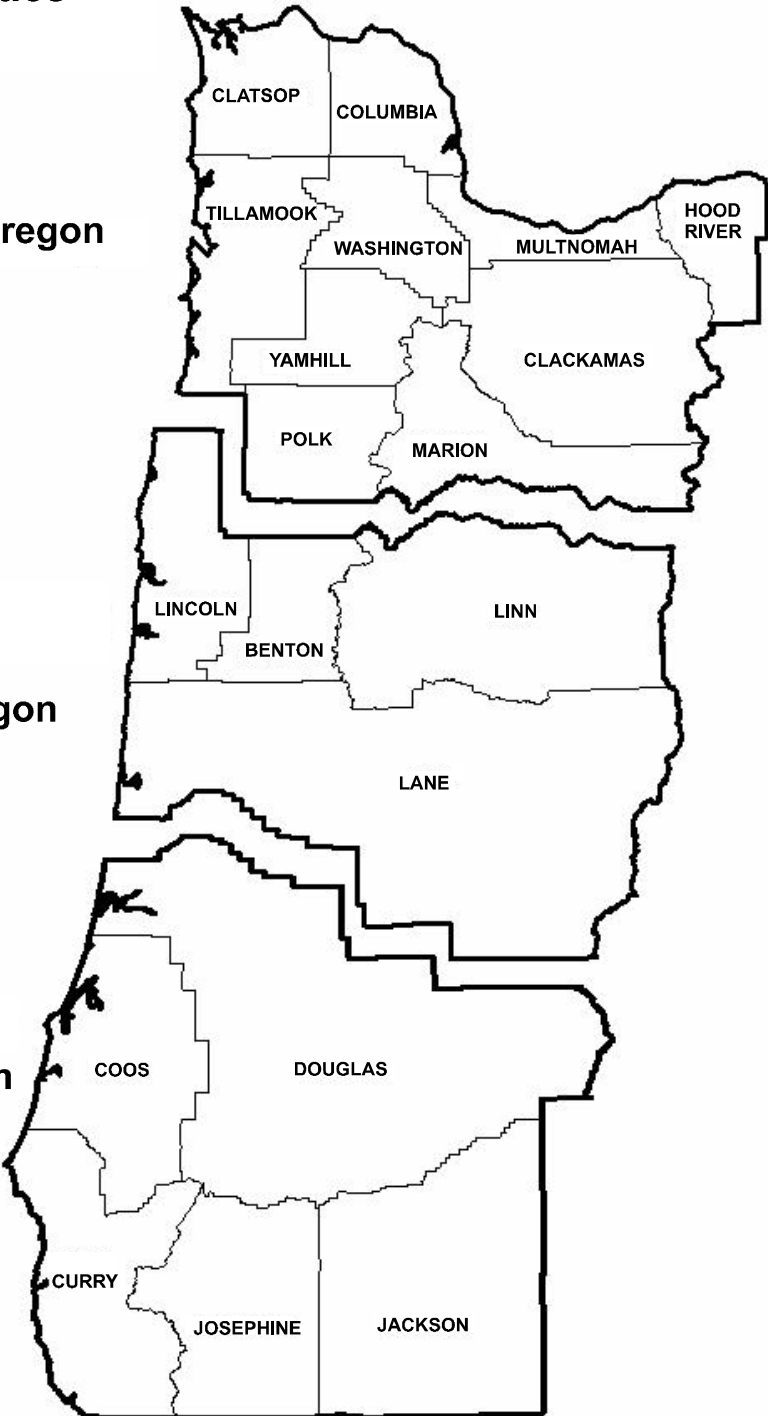 CLATSOP
COLUMBIA
TILLAMOOK
HOOD
RIVER
regon
WASHINGTON
MULTNOMAH
YAMHILL
CLACKAMAS
POLK
MARION
LINCOLN
LINN
BENTON
gon
LANE
COOS
DOUGLAS
n
CURRY
JOSEPHINE
JACKSON